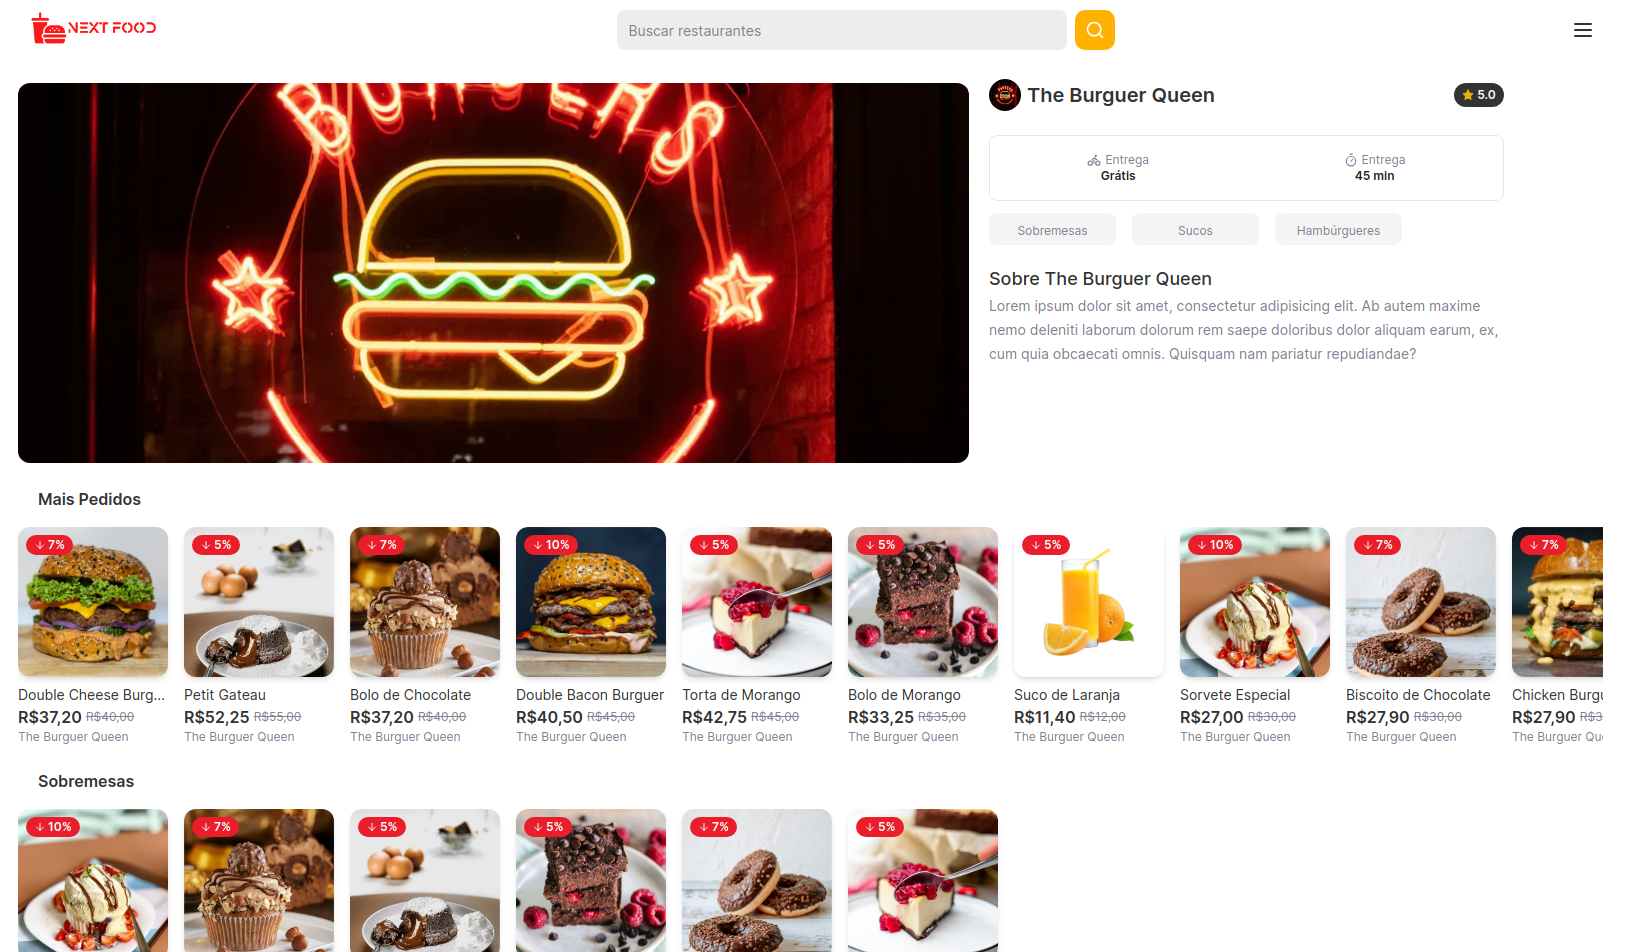 NEXT FOOD
Buscar restaurantes
BURGERS
The Burguer Queen
5.0
Entrega
Grátis
Entrega
45 min
Sobremesas
Sucos
Hambúrgueres
Sobre The Burguer Queen
Lorem ipsum dolor sit amet, consectetur adipisicing elit. Ab autem maxime
nemo deleniti laborum dolorum rem saepe doloribus dolor aliquam earum, ex,
cum quia obcaecati omnis. Quisquam nam pariatur repudiandae?
Mais Pedidos
↓ 7%
↓ 5%
↓ 7%
↓ 10%
↓ 5%
↓ 5%
↓ 5%
↓ 10%
↓ 7%
↓ 7%
Double Cheese Burg...
Petit Gateau
Bolo de Chocolate
Double Bacon Burguer
Torta de Morango
Bolo de Morango
Suco de Laranja
Sorvete Especial
Biscoito de Chocolate
Chicken Burgu
R$37,20 R$40,00
R$52,25 R$55,00
R$37,20 R$40,00
R$40,50 R$45,00
R$42,75 R$45,00
R$33,25 R$35,00
R$11,40 R$12,00
R$27,00 R$30,00
R$27,90 R$30,00
R$27,90 R$3
The Burguer Queen
The Burguer Queen
The Burguer Queen
The Burguer Queen
The Burguer Queen
The Burguer Queen
The Burguer Queen
The Burguer Queen
The Burguer Queen
The Burguer Qu
Sobremesas
↓ 10%
↓ 7%
↓ 5%
↓ 5%
↓ 7%
↓ 5%